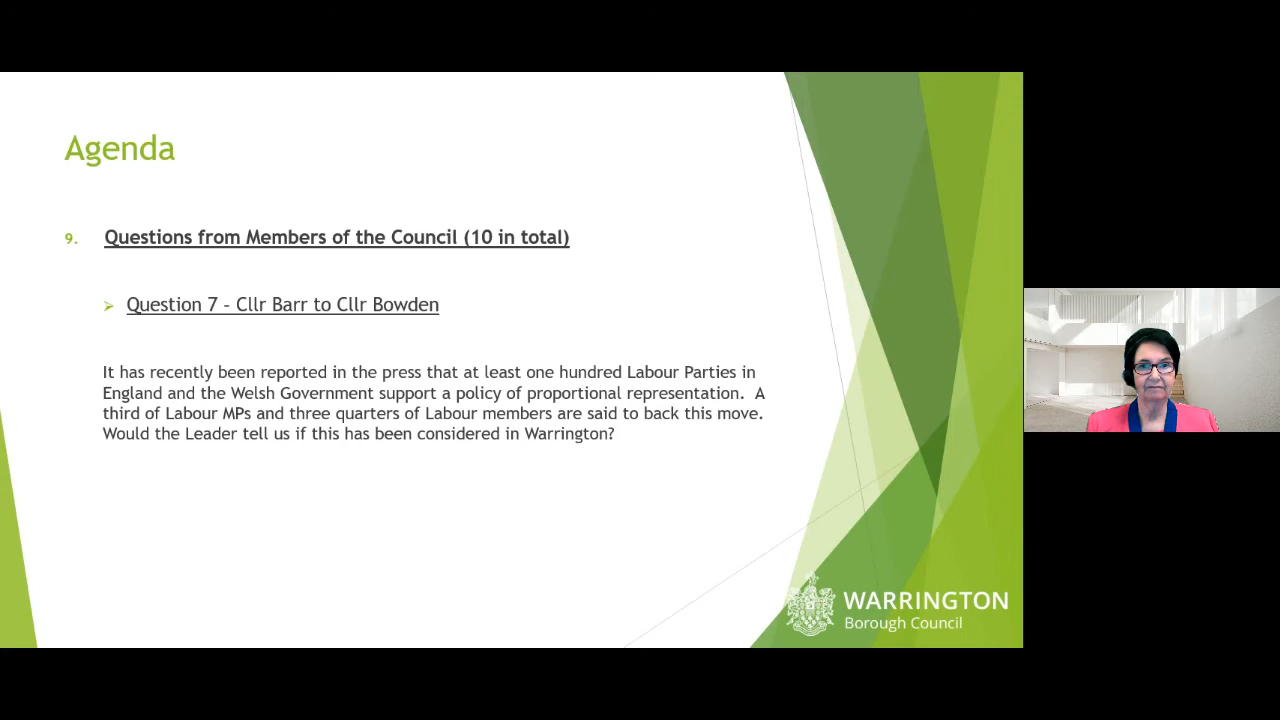 Agenda
9. Questions from Members of the Council (10 in total)
➢ Question 7 - Cllr Barr to Cllr Bowden
It has recently been reported in the press that at least one hundred Labour Parties in
England and the Welsh Government support a policy of proportional representation.  A
third of Labour MPs and three quarters of Labour members are said to back this move.
Would the Leader tell us if this has been considered in Warrington?
WARRINGTON
Borough Council